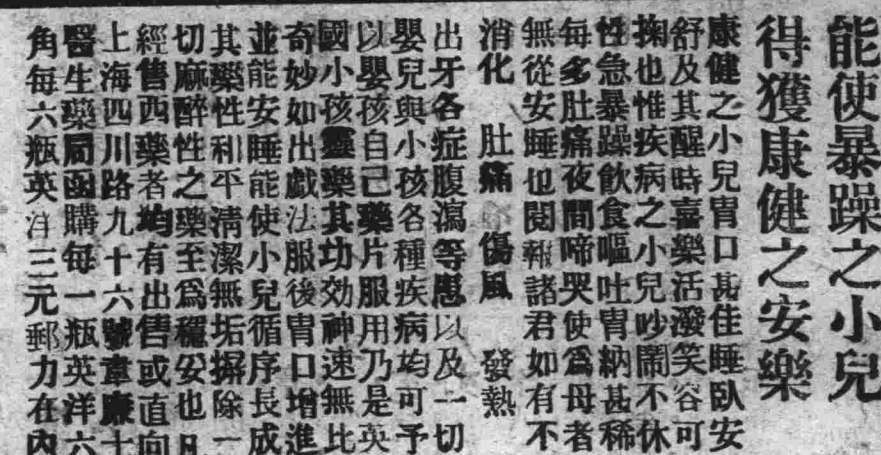 能使暴躁之小兒
得獲康健之安樂
康健之小兒胃口甚佳睡臥安
舒及其醒時喜樂活潑笑容可
掬也惟疾病之小兒吵鬧不休
性急暴躁飲食嘔吐胃納甚稀
每多肚痛夜間啼哭使爲母者
無從安睡也閱報諸君如有不
消化 肚痛 傷風 發熱
出牙各症腹瀉等患以及一切
嬰兒與小孩各種疾病均可予
以嬰孩自己藥片服用乃是英
國小孩靈藥其功効神速無比
奇妙如出戲法服後胃口增進
並能安睡能使小兒循序長成
其藥性和平清潔無垢摒除一
切麻醉性之藥至爲穩妥也凡
經售西藥者均有出售或直向
上海四川路九十六號韋廉士
醫生藥局函購每一瓶英洋六
角每六瓶英洋三元郵力在內